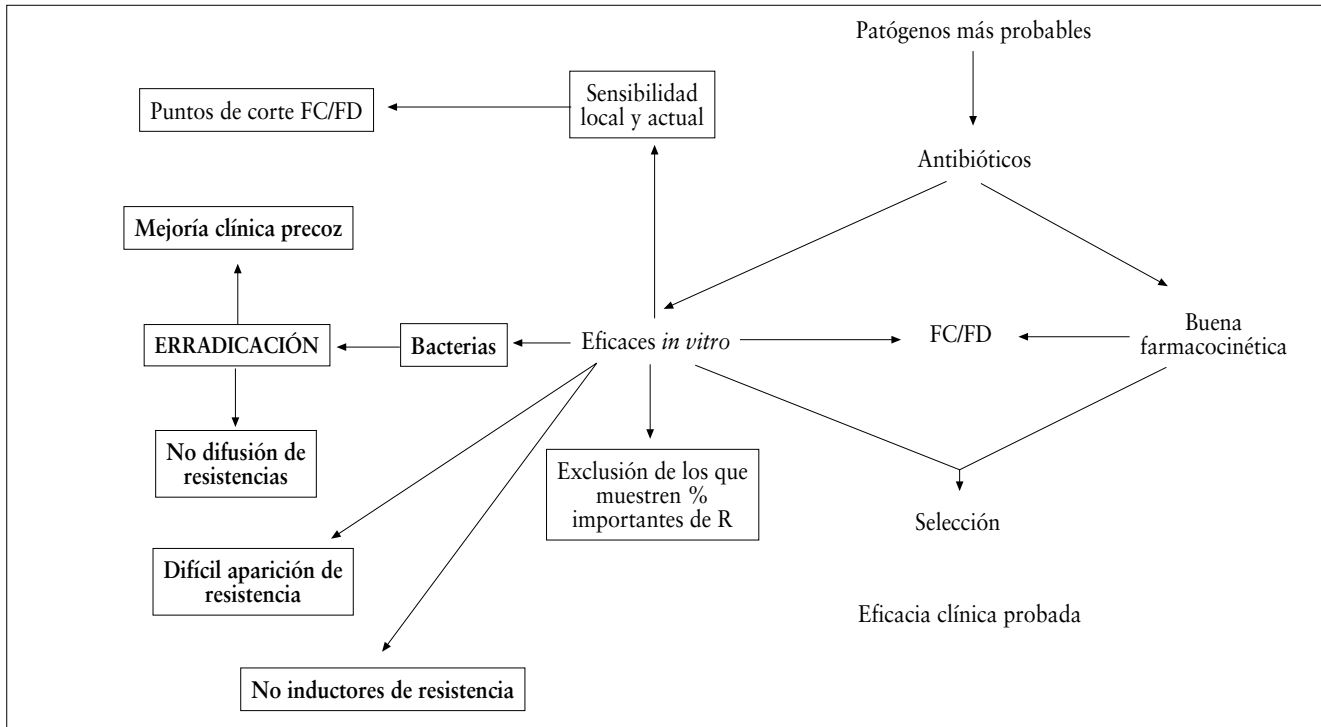 Patógenos más probables
Puntos de corte FC/FD
Sensibilidad
local y actual
Antibióticos
Mejoría clínica precoz
ERRADICACIÓN
Bacterias
Eficaces in vitro
FC/FD
Buena
farmacocinética
No difusión de
resistencias
Exclusión de los que
muestren %
importantes de R
Selección
Difícil aparición de
resistencia
Eficacia clínica probada
No inductores de resistencia